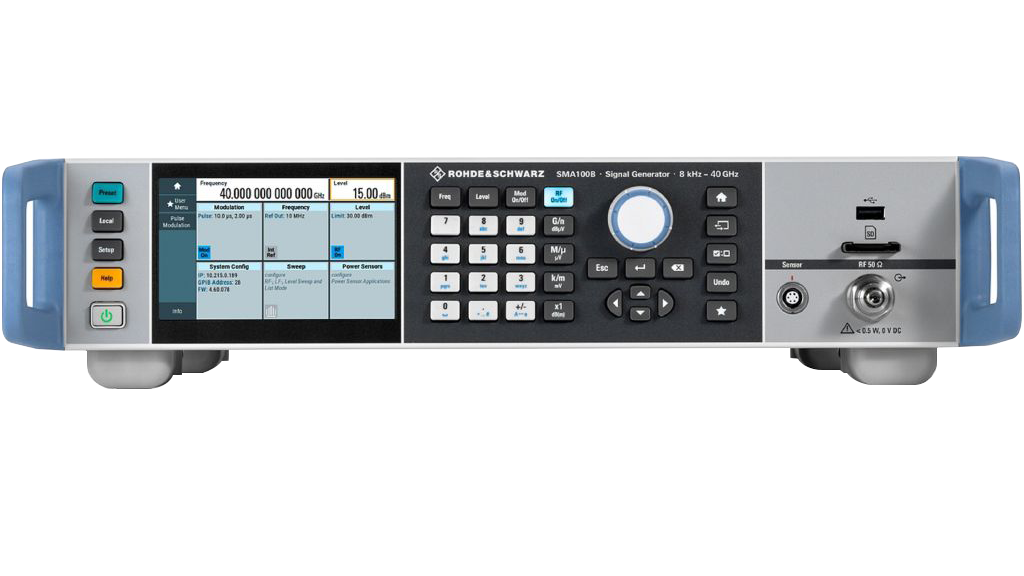 ROHDE&SCHWARZ SMA100B · Signal Generator · 8 kHz – 40 GHz
Preset
Local
Setup
Help
User
Menu
Pulse
Modulation
Info
Frequency
40.000 000 000 000 GHz
Level
15.00 dBm
Modulation
Pulse: 10.0 µs, 2.00 µs
Mod
On
Frequency
Ref Out: 10 MHz
Int
Ref
Level
Limit: 30.00 dBm
RF
On
System Config
IP: 10.215.0.189
GPIB Address: 28
FW: 4.60.078
Sweep
configure
RF-, LF-, Level Sweep and
List Mode
Power Sensors
configure
Power Sensor Applications
Freq
Level
Mod
On/Off
RF
On/Off
7
8
abc
9
def
G/n
dBµV
4
ghi
5
jkl
6
mno
M/µ
µV
1
pqrs
2
tuv
3
wxyz
k/m
mV
0
.
+/-
x1
dB(m)
Esc
Undo
SD
Sensor
RF 50 Ω
< 0.5 W, 0 V DC